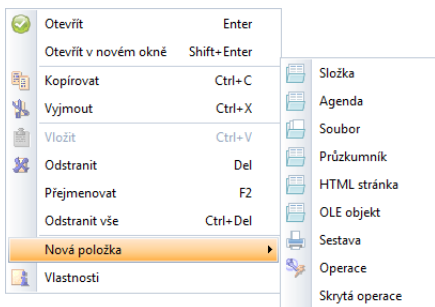 Otevřít Enter
Otevřít v novém okně Shift+Enter
Kopírovat Ctrl+C
Vyjmout Ctrl+X
Vložit Ctrl+V
Odstranit Del
Přejmenovat F2
Odstranit vše Ctrl+Del
Nová položka
Vlastnosti
Složka
Agenda
Soubor
Průzkumník
HTML stránka
OLE objekt
Sestava
Operace
Skrytá operace